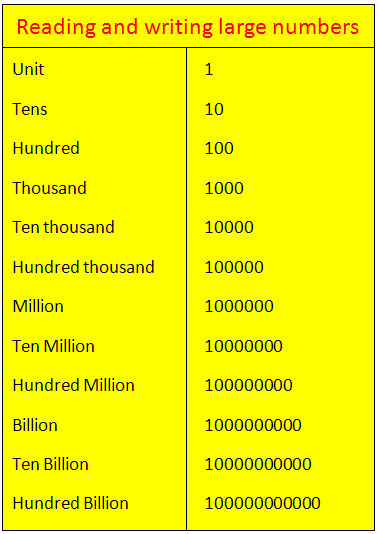 Reading and writing large numbers
Unit 1
Tens 10
Hundred 100
Thousand 1000
Ten thousand 10000
Hundred thousand 100000
Million 1000000
Ten Million 10000000
Hundred Million 100000000
Billion 1000000000
Ten Billion 10000000000
Hundred Billion 100000000000